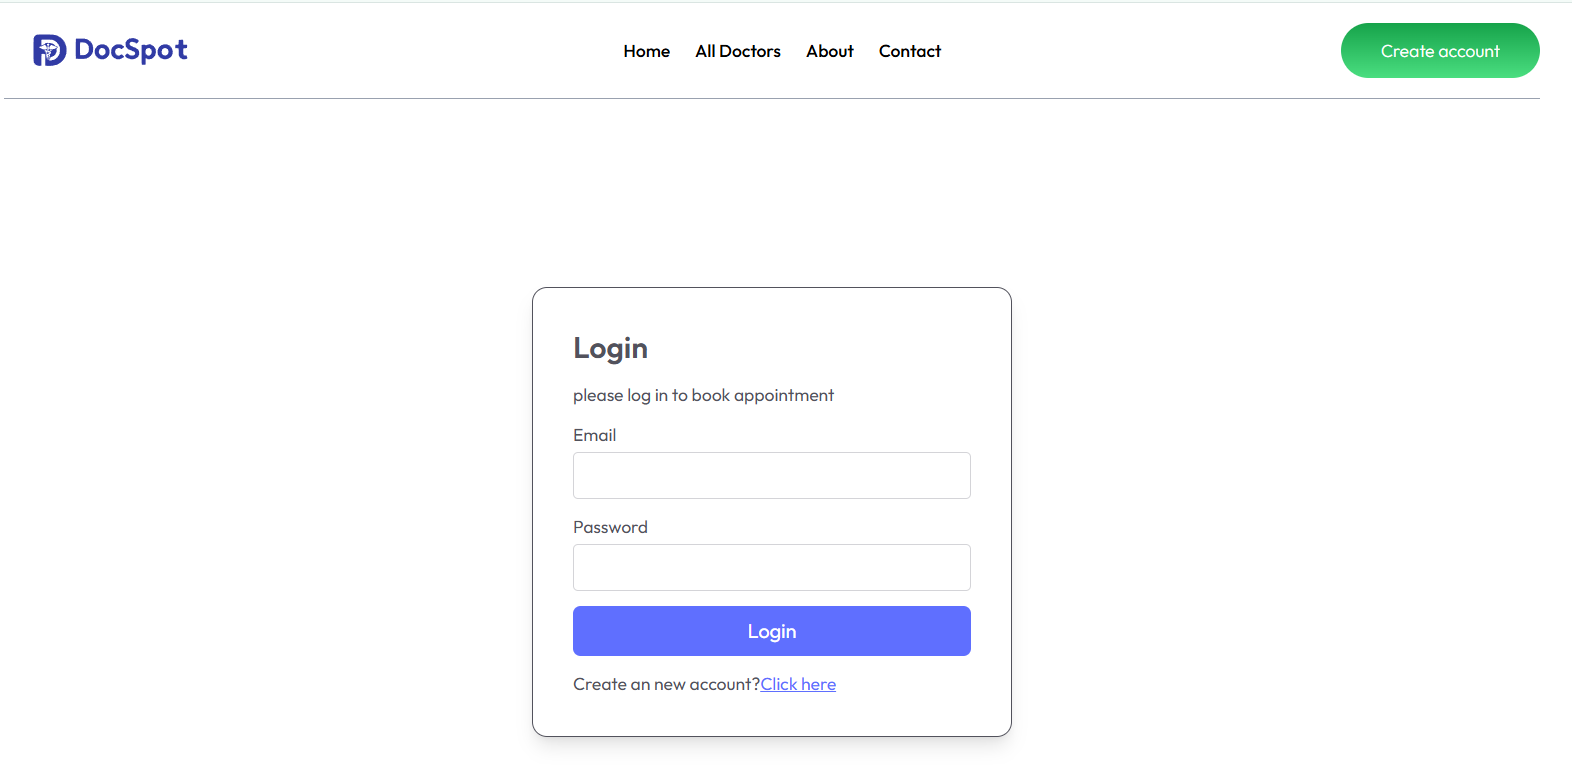 DocSpot Home All Doctors About Contact Create account
Login
please log in to book appointment
Email
Password
Login
Create an new account?Click here